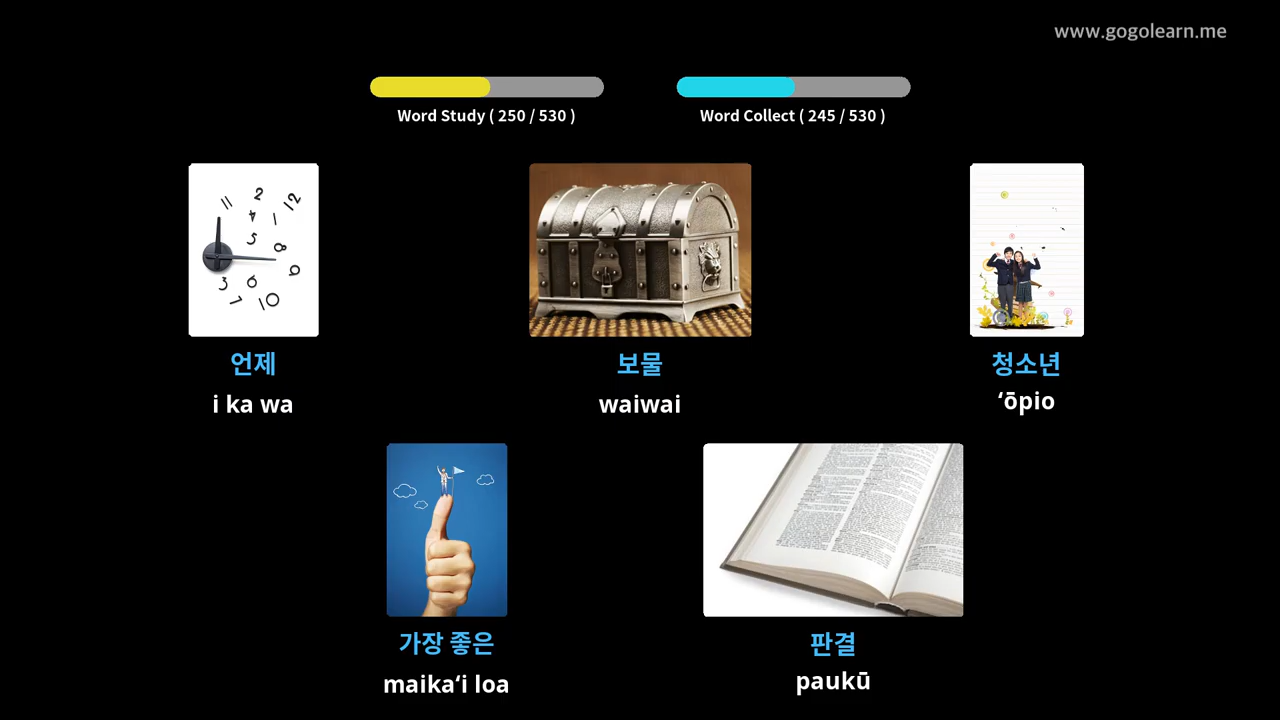 www.gogolearn.me
Word Study ( 250 / 530 )
Word Collect ( 245 / 530 )
언제
i ka wa
보물
waiwai
청소년
ʻōpio
가장 좋은
maikaʻi loa
판결
paukū